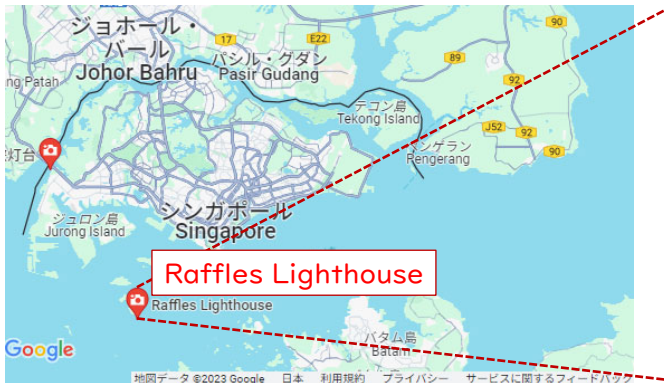 ジョホール・
バール
Johor Bahru
17
E22
パシル・グダン
Pasir Gudang
90
89
92
ng Patah
テコン島
Tekong Island
J52
92
ペンゲラン
Pengerang
90
灯台
ジュロン島
Jurong Island
シンガポール
Singapore
Raffles Lighthouse
Raffles Lighthouse
バタム島
Batam
Google
地図データ ©2023 Google 日本 利用規約 プライバシー サービスに関するフィードバック